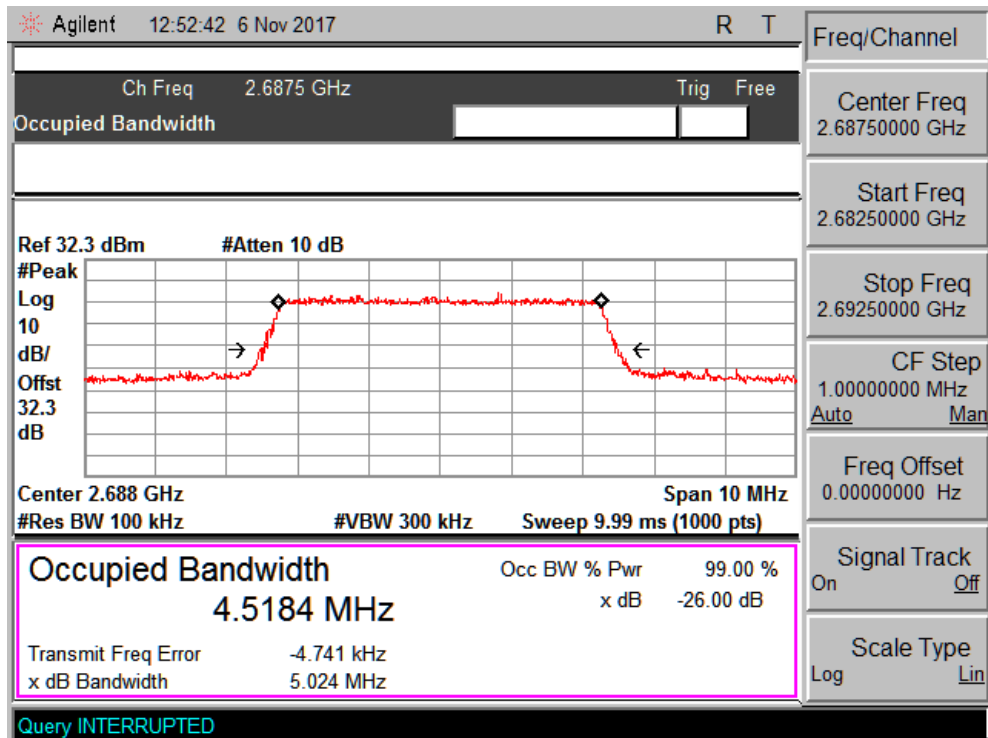 Agilent 12:52:42 6 Nov 2017 R T
Freq/Channel
Ch Freq 2.6875 GHz Trig Free
Occupied Bandwidth
Center Freq
2.68750000 GHz
Start Freq
2.68250000 GHz
Stop Freq
2.69250000 GHz
CF Step
1.00000000 MHz
Auto Man
Freq Offset
0.00000000 Hz
Signal Track
On Off
Scale Type
Log Lin
Ref 32.3 dBm #Atten 10 dB
#Peak
Log
10
dB/
Offst
32.3
dB
Center 2.688 GHz Span 10 MHz
#Res BW 100 kHz #VBW 300 kHz Sweep 9.99 ms (1000 pts)
Occupied Bandwidth Occ BW % Pwr 99.00 %
4.5184 MHz x dB -26.00 dB
Transmit Freq Error -4.741 kHz
x dB Bandwidth 5.024 MHz
Query INTERRUPTED